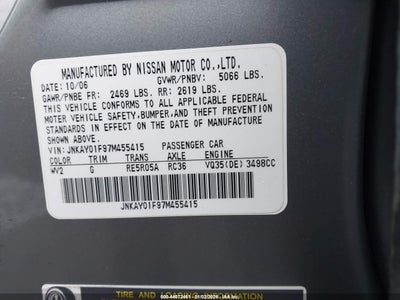 MANUFACTURED BY NISSAN MOTOR CO.,LTD.
DATE: 10/06 GVWR/PNBV: 5066 LBS.
GAWR/PNBE FR: 2469 LBS. RR: 2619 LBS.
THIS VEHICLE CONFORMS TO ALL APPLICABLE FEDERAL
MOTOR VEHICLE SAFETY,BUMPER,AND THEFT PREVENTION
STANDARDS IN EFFECT ON THE DATE OF MANUFACTURE
SHOWN ABOVE.
VIN:JNKAY01F97M455415 PASSENGER CAR
COLOR TRIM TRANS AXLE ENGINE
WV2 G RE5R05A RC36 VQ35(DE) 3498CC
JNKAY01F97M455415
TIRE AND LOADING